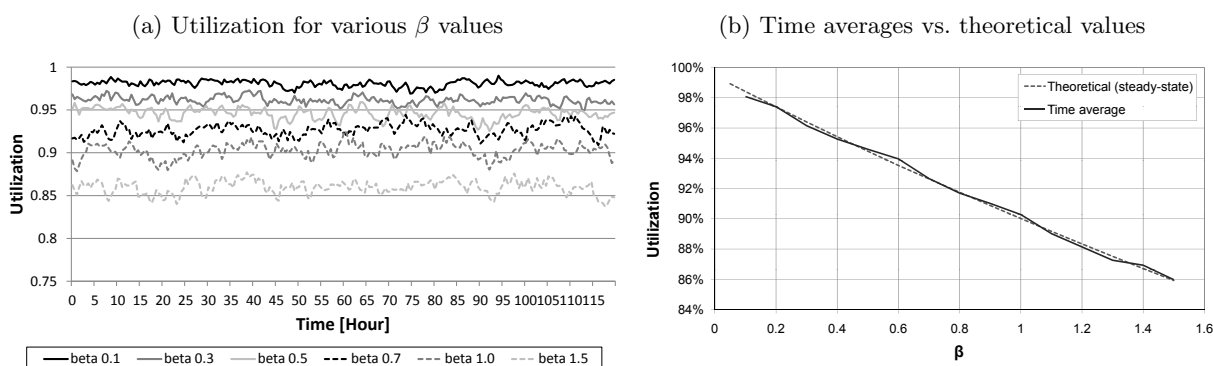 (a) Utilization for various β values
1
0.95
0.9
0.85
0.8
0.75
Utilization
0 5 10 15 20 25 30 35 40 45 50 55 60 65 70 75 80 85 90 95 100105110115
Time [Hour]
beta 0.1 beta 0.3 beta 0.5 beta 0.7 beta 1.0 beta 1.5
(b) Time averages vs. theoretical values
100%
98%
96%
94%
92%
90%
88%
86%
84%
Utilization
Theoretical (steady-state)
Time average
0 0.2 0.4 0.6 0.8 1 1.2 1.4 1.6
β